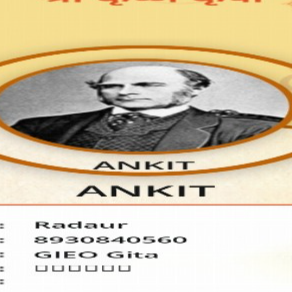 ANKIT
ANKIT
: Radaur
: 8930840560
: GIEO Gita
: □□□□□□
: